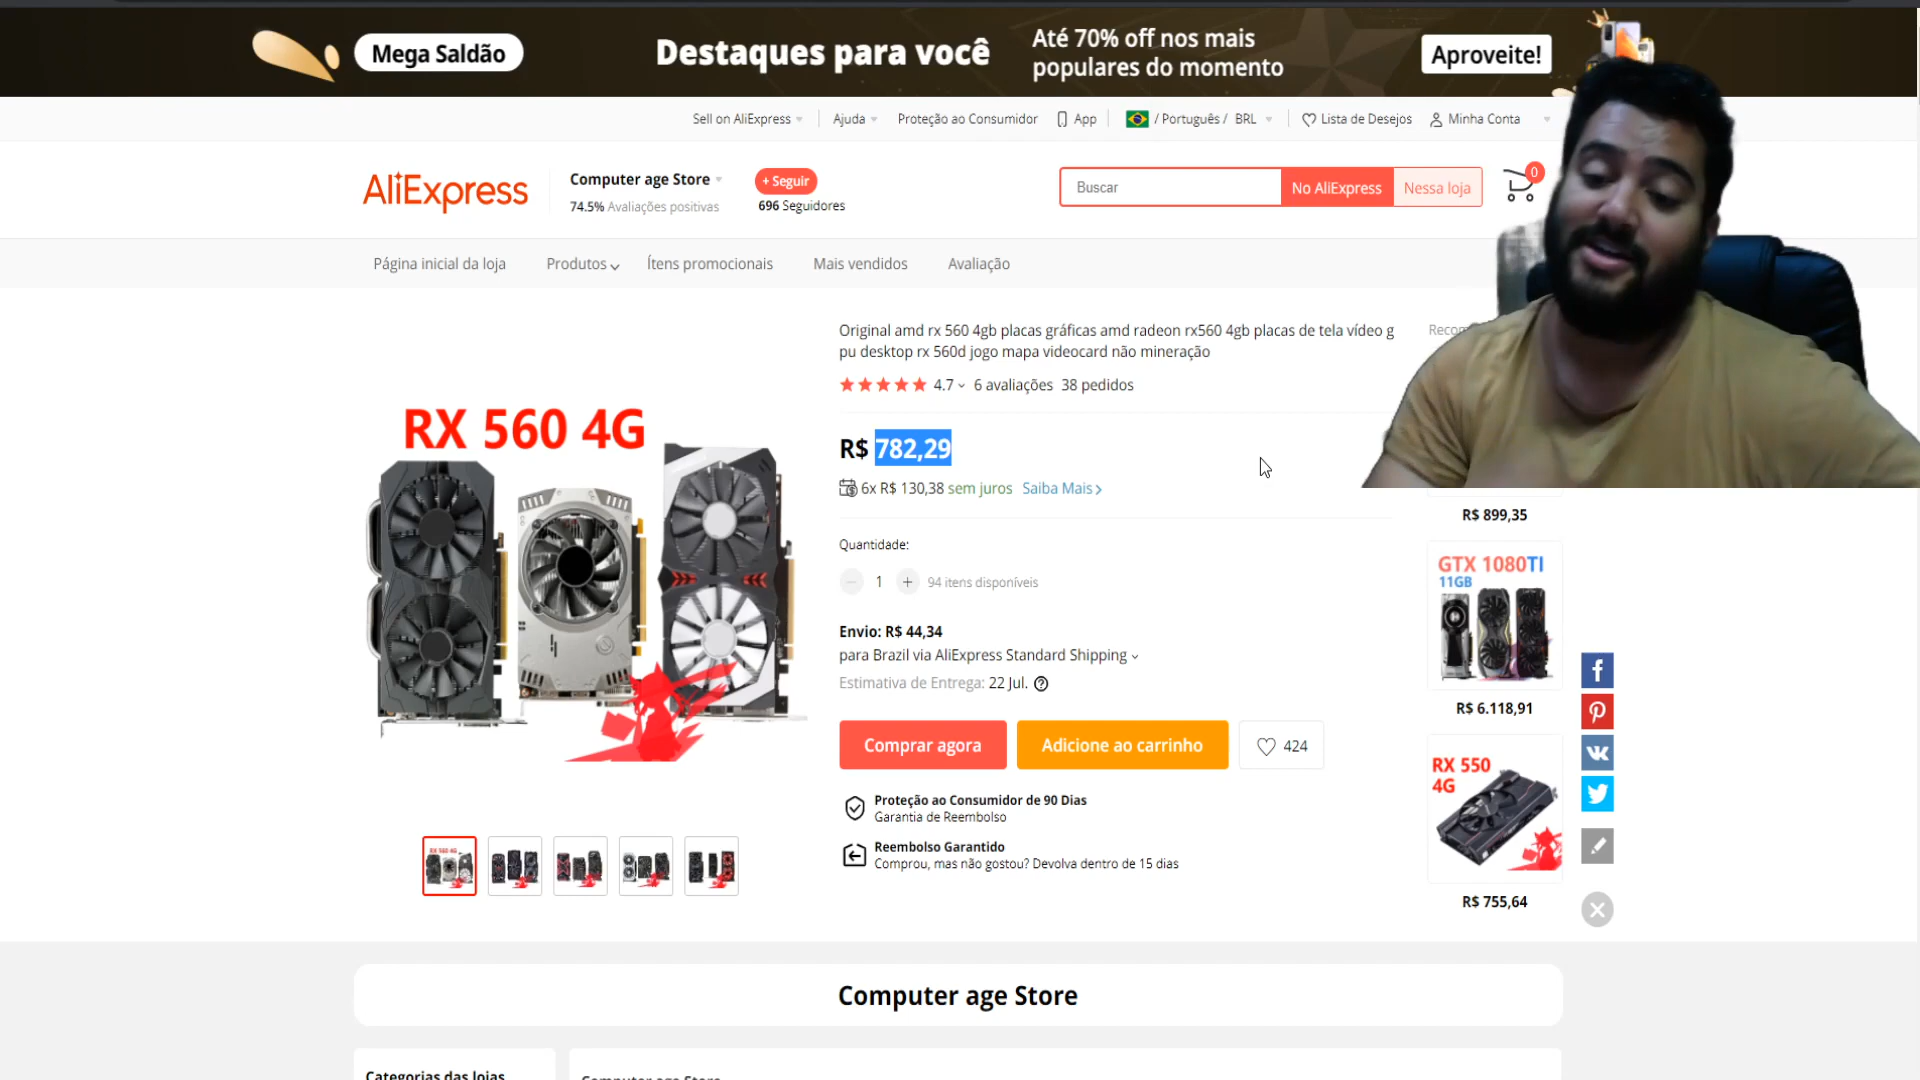 Mega Saldão
Destaques para você
Até 70% off nos mais
populares do momento
Aproveite!
Sell on AliExpress
Ajuda
Proteção ao Consumidor
App
/ Português / BRL
Lista de Desejos
Minha Conta
AliExpress
Computer age Store
74.5% Avaliações positivas
+ Seguir
696 Seguidores
Buscar
No AliExpress
Nessa loja
0
Página inicial da loja
Produtos
Ítens promocionais
Mais vendidos
Avaliação
Original amd rx 560 4gb placas gráficas amd radeon rx560 4gb placas de tela vídeo g
pu desktop rx 560d jogo mapa videocard não mineração
4.7
6 avaliações
38 pedidos
RX 560 4G
R$ 782,29
6x R$ 130,38 sem juros Saiba Mais
Quantidade:
1
94 itens disponíveis
Envio: R$ 44,34
para Brazil via AliExpress Standard Shipping
Estimativa de Entrega: 22 Jul.
Comprar agora
Adicione ao carrinho
424
Proteção ao Consumidor de 90 Dias
Garantia de Reembolso
Reembolso Garantido
Comprou, mas não gostou? Devolva dentro de 15 dias
R$ 899,35
GTX 1080TI
11GB
R$ 6.118,91
RX 550
4G
R$ 755,64
Computer age Store
Categorias das lojas
Computer age Store